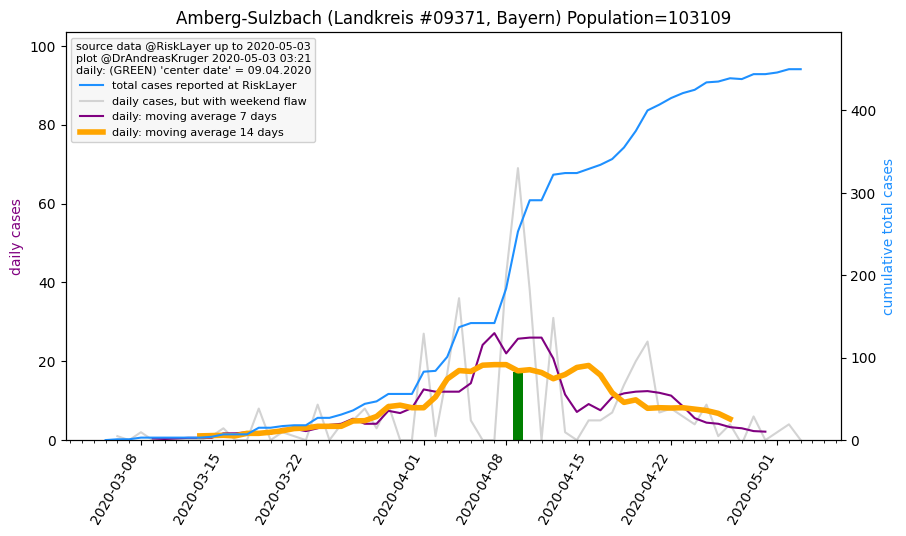 Amberg-Sulzbach (Landkreis #09371, Bayern) Population=103109
source data @RiskLayer up to 2020-05-03
plot @DrAndreasKruger 2020-05-03 03:21
daily: (GREEN) 'center date' = 09.04.2020
total cases reported at RiskLayer
daily cases, but with weekend flaw
daily: moving average 7 days
daily: moving average 14 days
daily cases
100
80
60
40
20
0
cumulative total cases
400
300
200
100
0
2020-03-08
2020-03-15
2020-03-22
2020-04-01
2020-04-08
2020-04-15
2020-04-22
2020-05-01